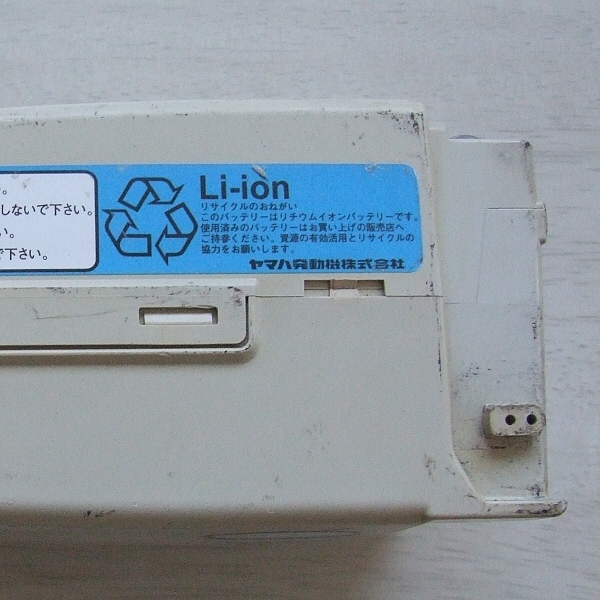 。
しないで下さい。
い。
で下さい。
Li-ion
リサイクルのおねがい
このバッテリーはリチウムイオンバッテリーです。
使用済みのバッテリーはお買い上げの販売店へ
ご持参ください。資源の有効活用とリサイクルの
協力をお願いします。
ヤマハ発動機株式会社